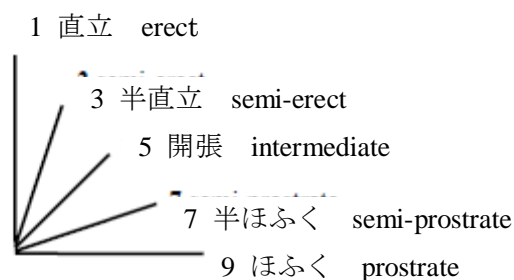 1 直立 erect
3 半直立 semi-erect
5 開張 intermediate
7 半ほふく semi-prostrate
9 ほふく prostrate